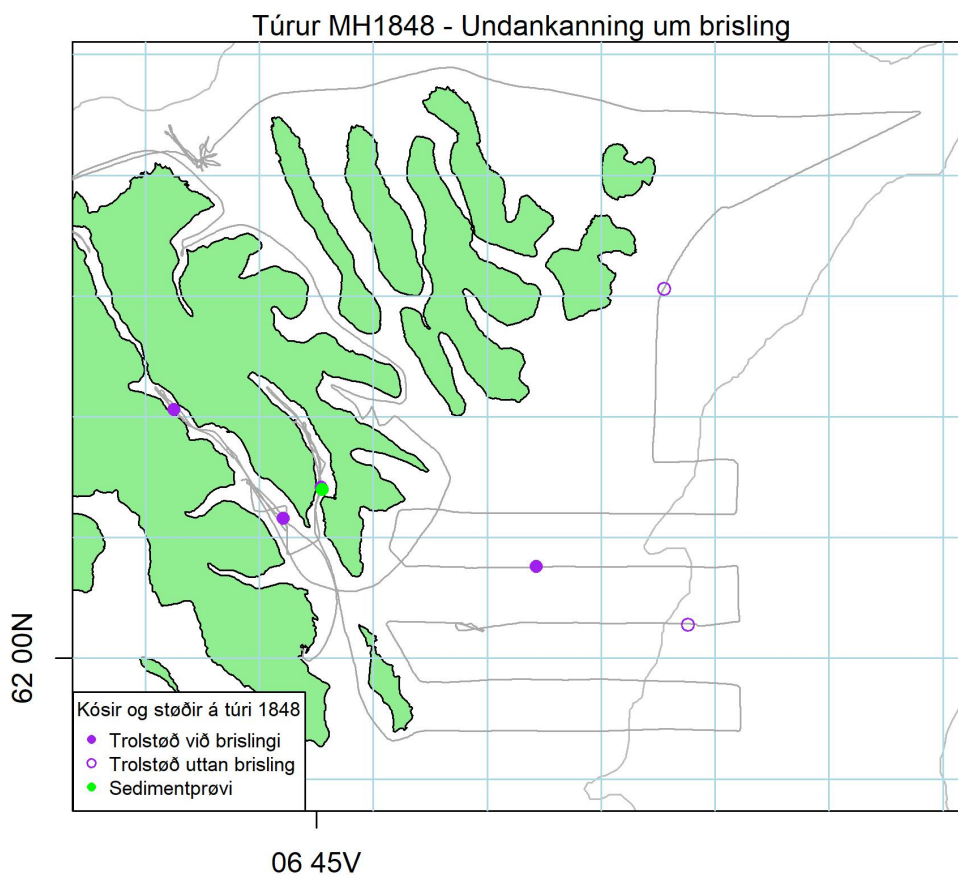 Túrur MH1848 - Undankanning um brisling
62 00N
Kósir og støðir á túri 1848
Trolstøð við brislingi
Trolstøð uttan brisling
Sedimentprøvi
06 45V